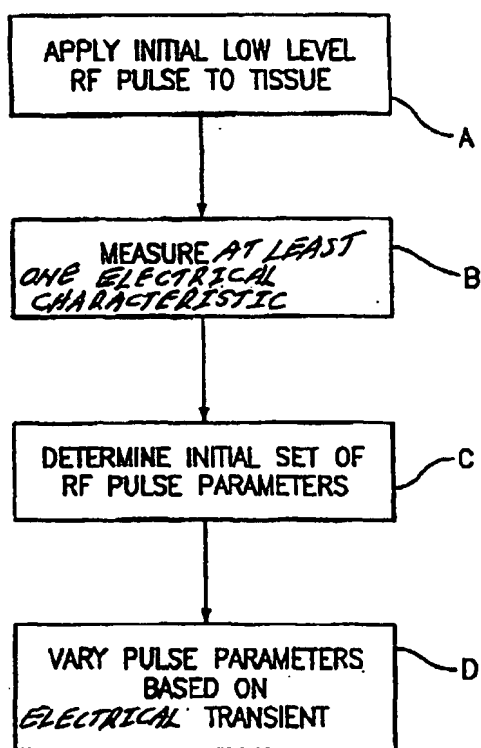 APPLY INITIAL LOW LEVEL
RF PULSE TO TISSUE
A
MEASURE AT LEAST
ONE ELECTRICAL
CHARACTERISTIC
B
DETERMINE INITIAL SET OF
RF PULSE PARAMETERS
C
VARY PULSE PARAMETERS
BASED ON
ELECTRICAL TRANSIENT
D